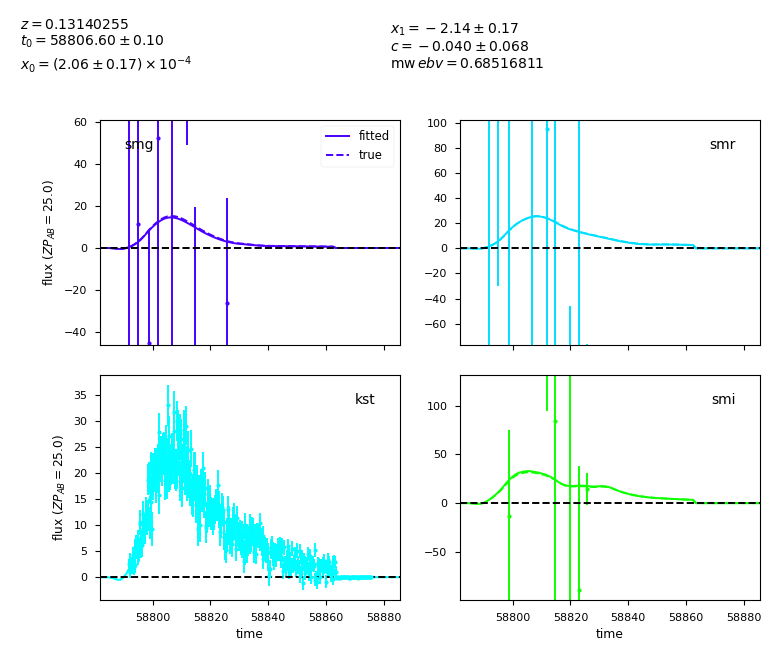 z = 0.13140255
t0 = 58806.60 ± 0.10
x0 = (2.06 ± 0.17) × 10^−4
x1 = −2.14 ± 0.17
c = −0.040 ± 0.068
mw ebv = 0.68516811
smg
fitted
true
60
40
20
0
−20
−40
flux (ZP_AB = 25.0)
smr
100
80
60
40
20
0
−20
−40
−60
kst
35
30
25
20
15
10
5
0
flux (ZP_AB = 25.0)
58800 58820 58840 58860 58880
time
smi
100
50
0
−50
58800 58820 58840 58860 58880
time